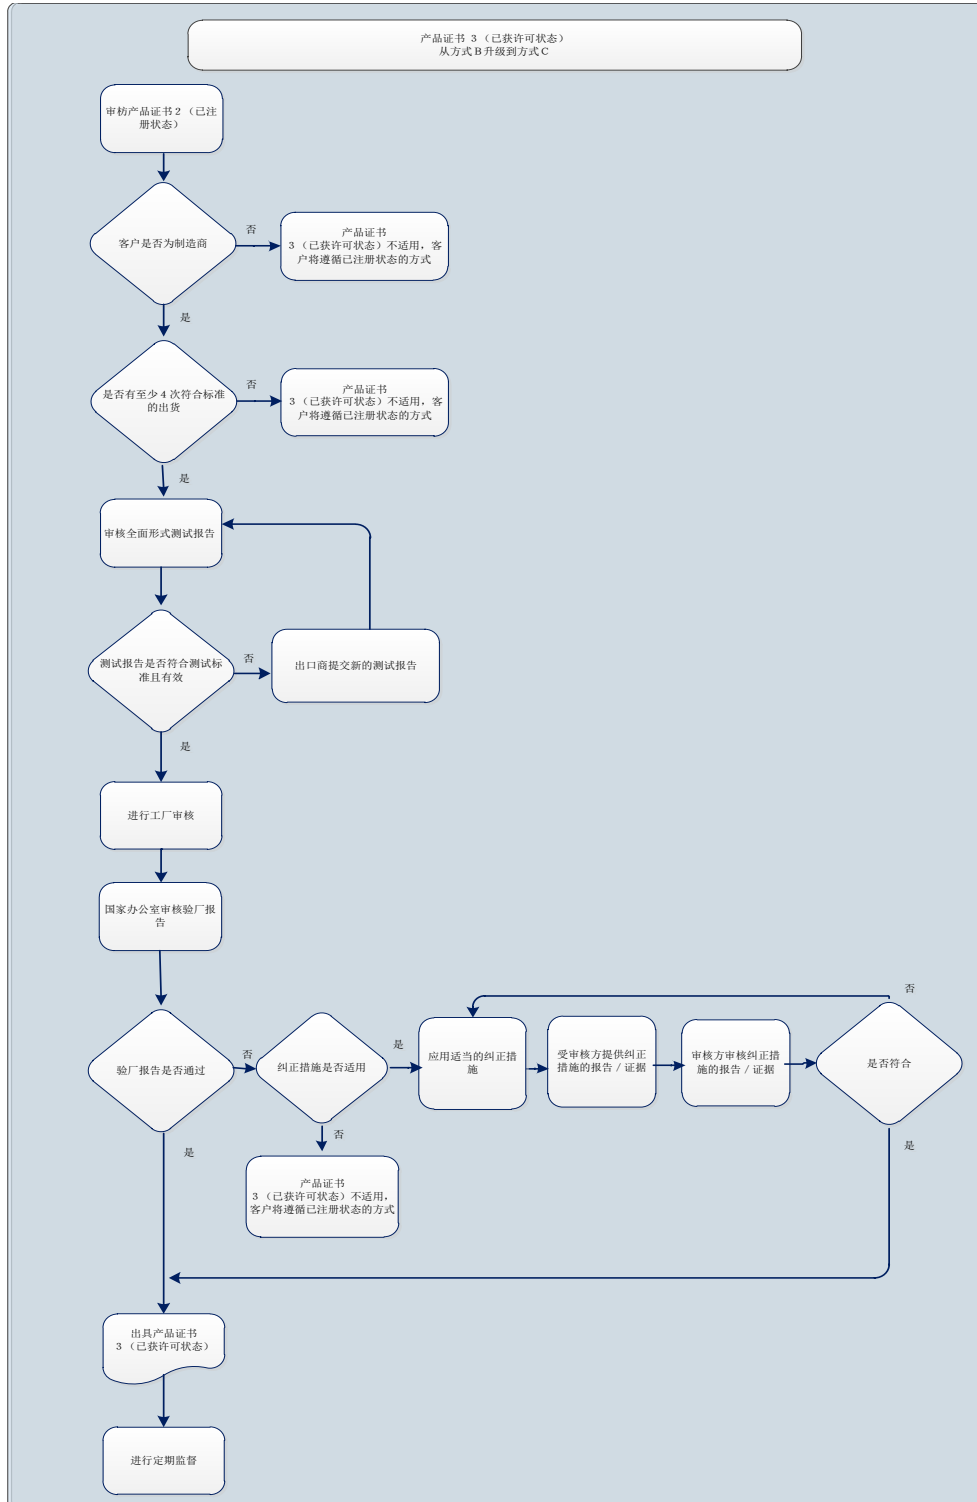 产品证书 3 （已获许可状态）
从方式B升级到方式C
审枋产品证书2 （已注
册状态）
客户是否为制造商
否
产品证书
3 （已获许可状态）不适用，客
户将遵循已注册状态的方式
是
是否有至少4次符合标准
的出货
否
产品证书
3 （已获许可状态）不适用，客
户将遵循已注册状态的方式
是
审核全面形式测试报告
测试报告是否符合测试标
准且有效
否
出口商提交新的测试报告
是
进行工厂审核
国家办公室审核验厂报
告
验厂报告是否通过
否
纠正措施是否适用
是
应用适当的纠正措
施
受审核方提供纠正
措施的报告/证据
审核方审核纠正措
施的报告/证据
是否符合
否
否
产品证书
3 （已获许可状态）不适用，
客户将遵循已注册状态的方式
是
是
出具产品证书
3 （已获许可状态）
进行定期监督